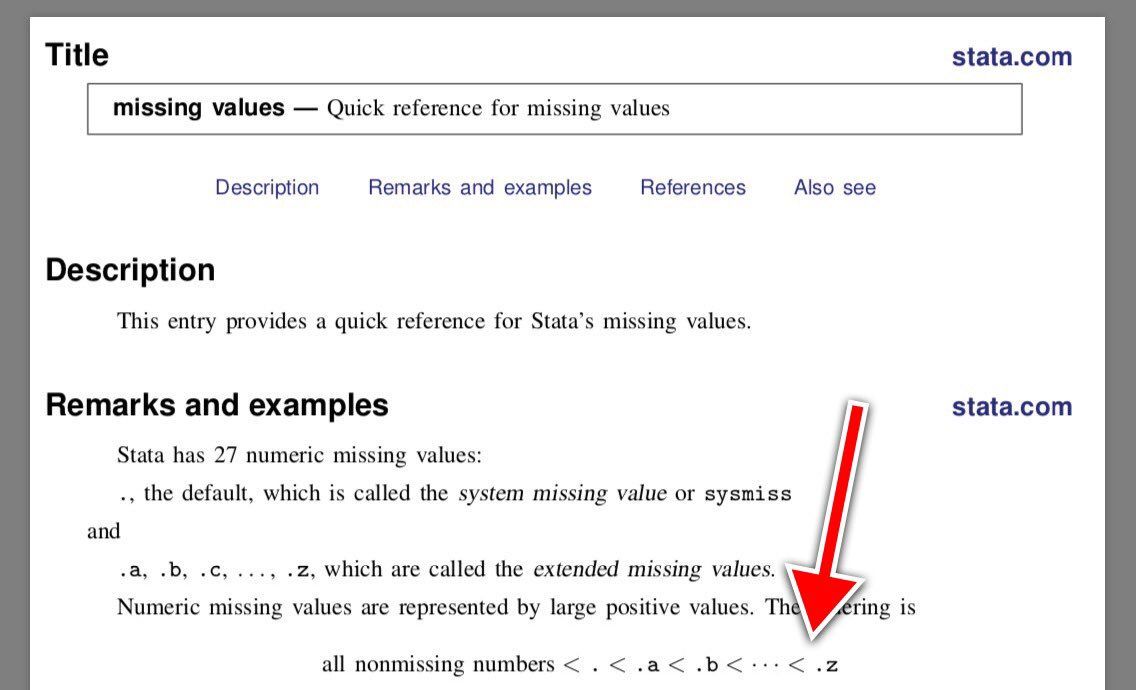 Title stata.com
missing values — Quick reference for missing values
Description Remarks and examples References Also see
Description
This entry provides a quick reference for Stata's missing values.
Remarks and examples stata.com
Stata has 27 numeric missing values:
., the default, which is called the system missing value or sysmiss
and
.a, .b, .c, ..., .z, which are called the extended missing values.
Numeric missing values are represented by large positive values. The is
all nonmissing numbers < . < .a < .b < ··· < .z